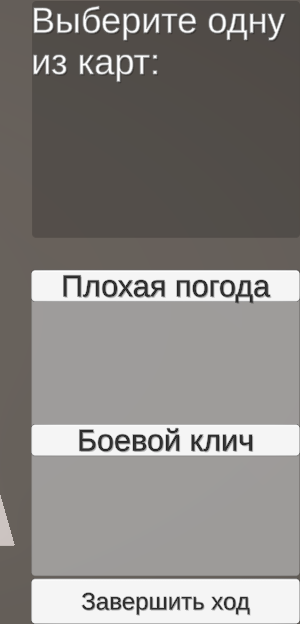 Выберите одну
из карт:
Плохая погода
Боевой клич
Завершить ход